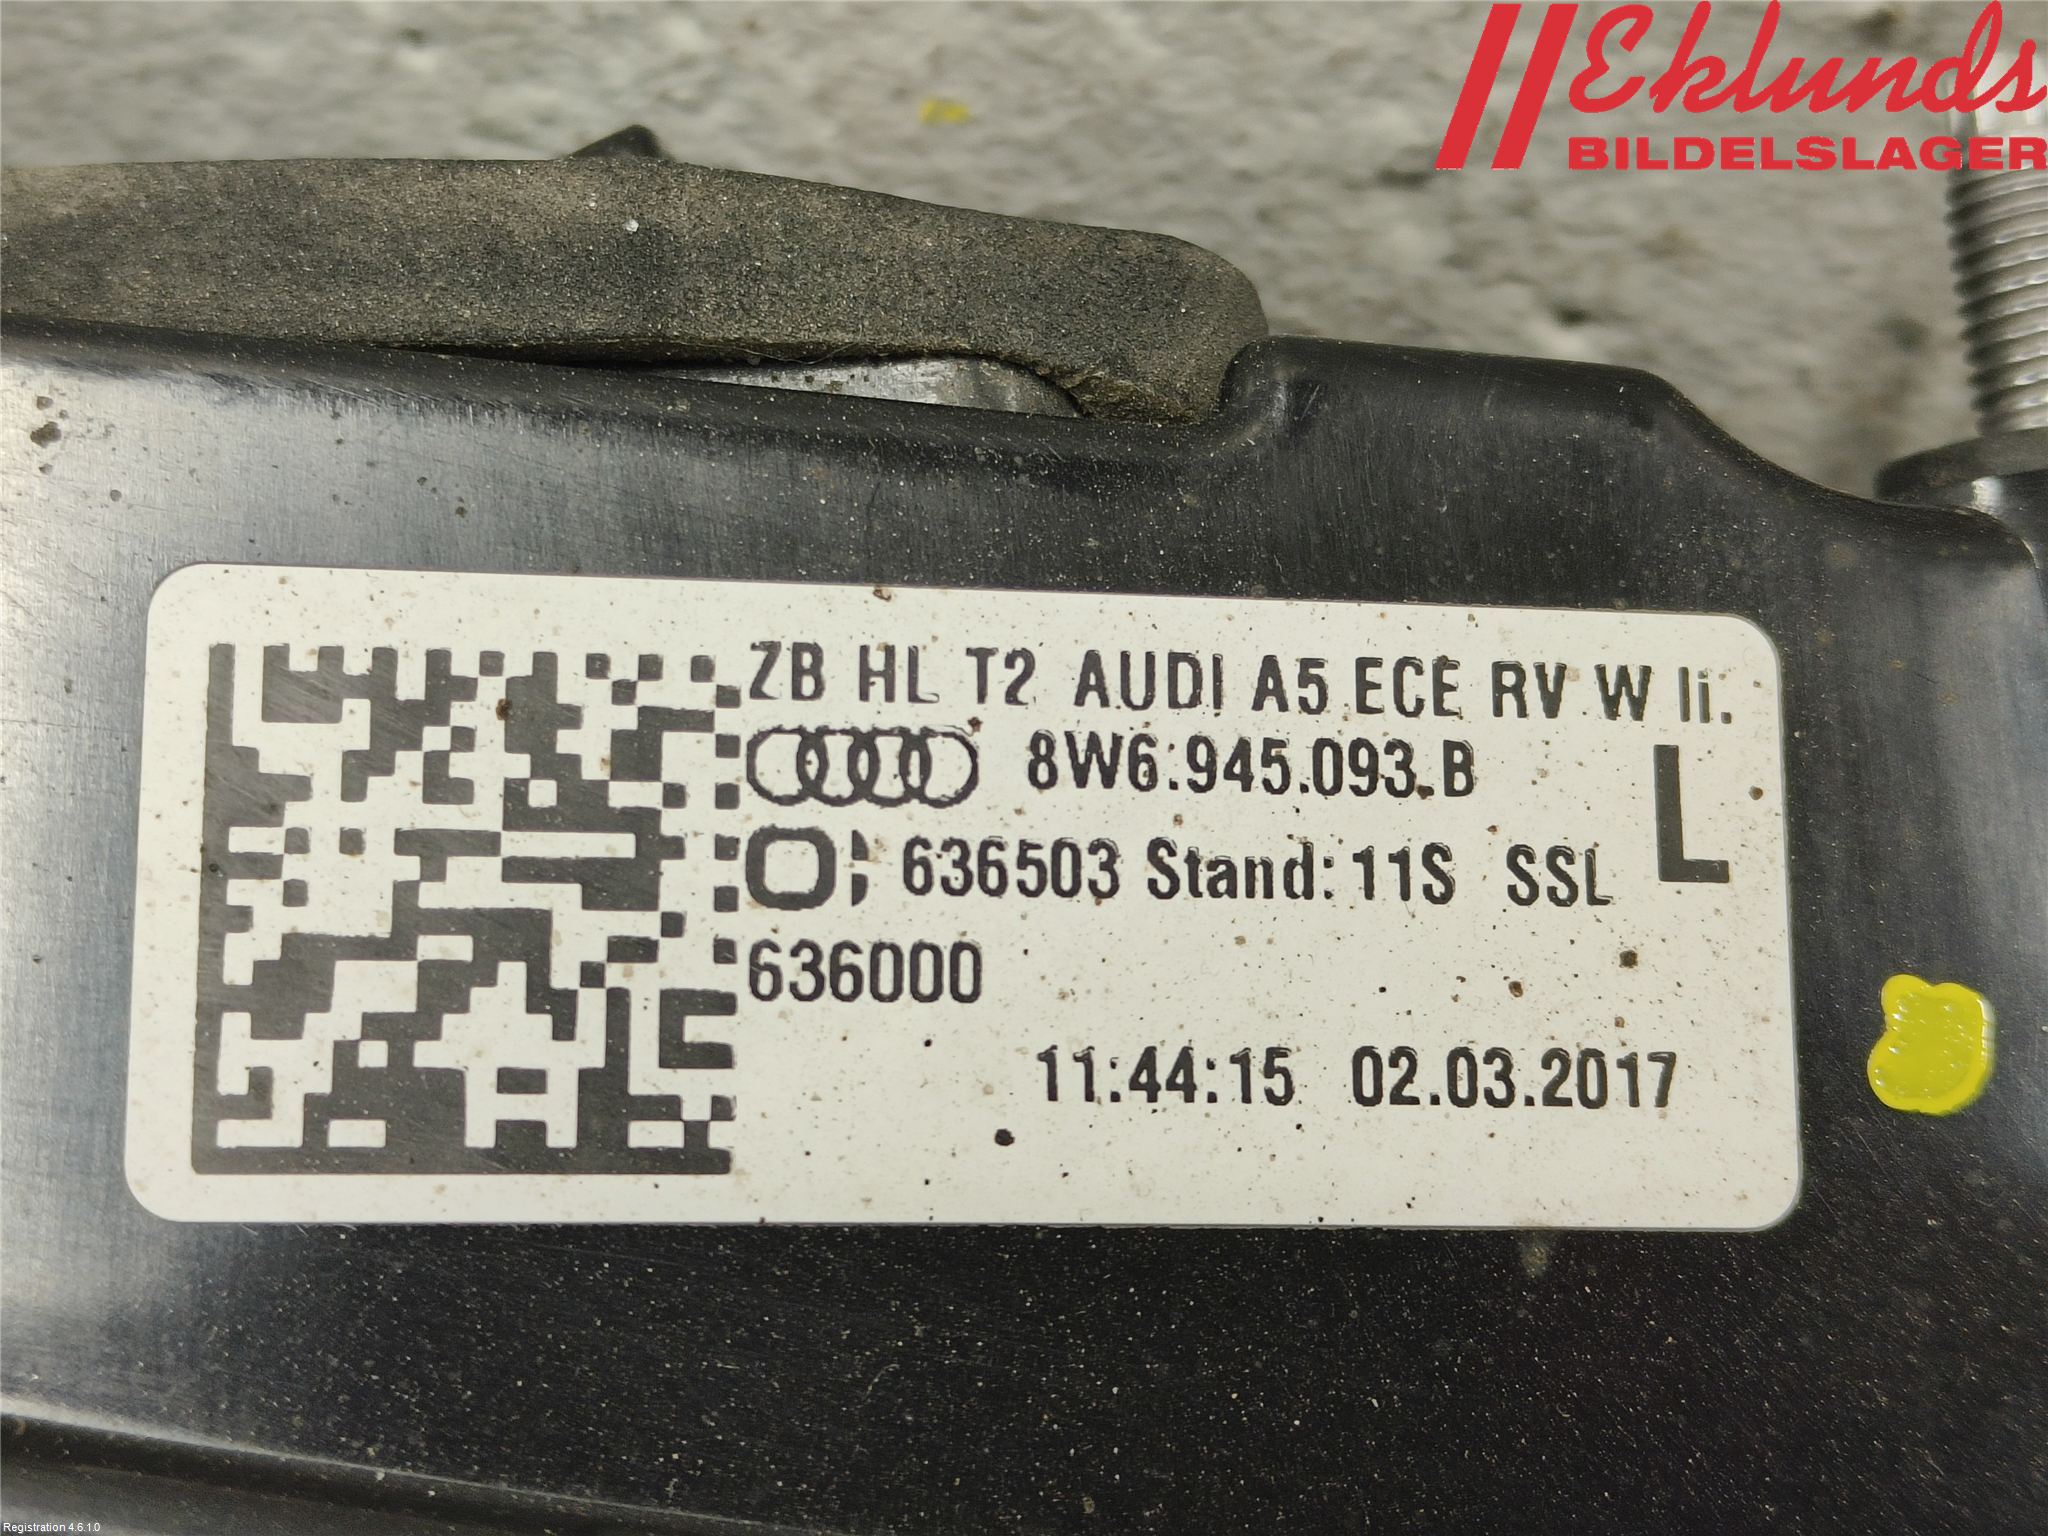 Eklunds
BILDELSLAGER
ZB HL T2 AUDI A5 ECE RV W li.
8W6.945.093.B
L
636503 Stand: 11S SSL
636000
11:44:15 02.03.2017
Registration 4.6.1.0